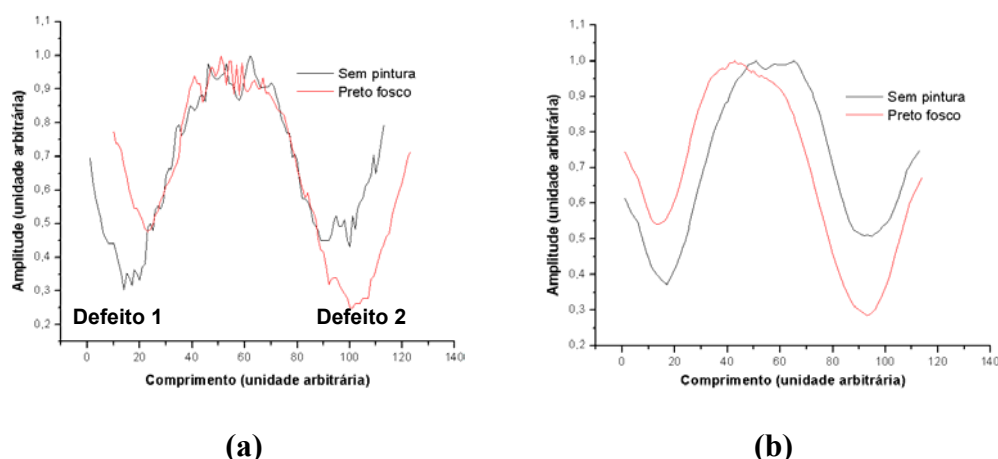 1,1
1,0
0,9
0,8
0,7
0,6
0,5
0,4
0,3
0,2
Amplitude (unidade arbitrária)
Sem pintura
Preto fosco
Defeito 1
Defeito 2
0 20 40 60 80 100 120 140
Comprimento (unidade arbitrária)
(a)
1,1
1,0
0,9
0,8
0,7
0,6
0,5
0,4
0,3
0,2
Amplitude (unidade arbitrária)
Sem pintura
Preto fosco
0 20 40 60 80 100 120 140
Comprimento (unidade arbitrária)
(b)